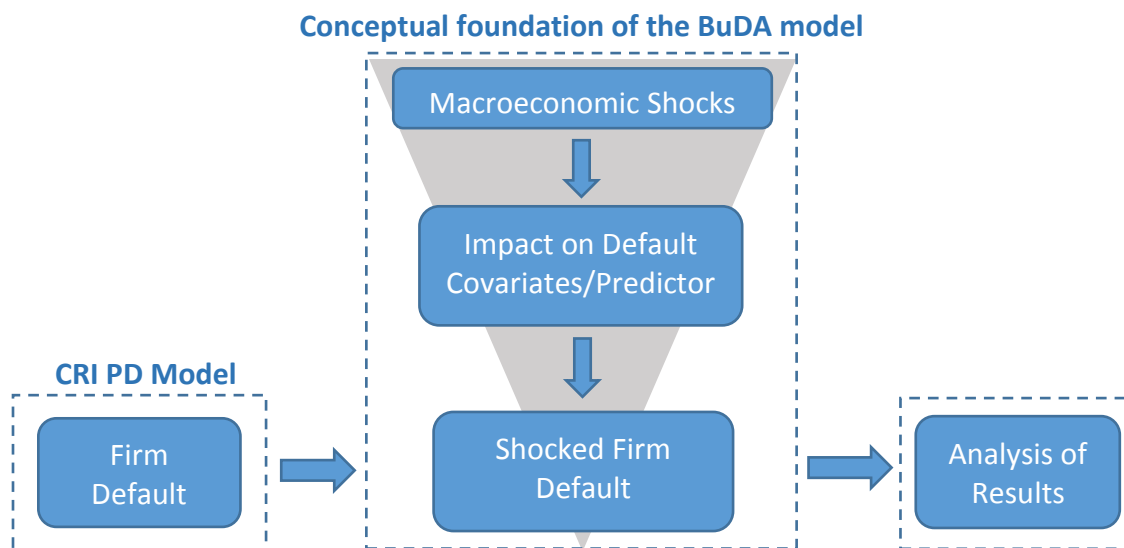 Conceptual foundation of the BuDA model
Macroeconomic Shocks
Impact on Default
Covariates/Predictor
CRI PD Model
Firm
Default
Shocked Firm
Default
Analysis of
Results